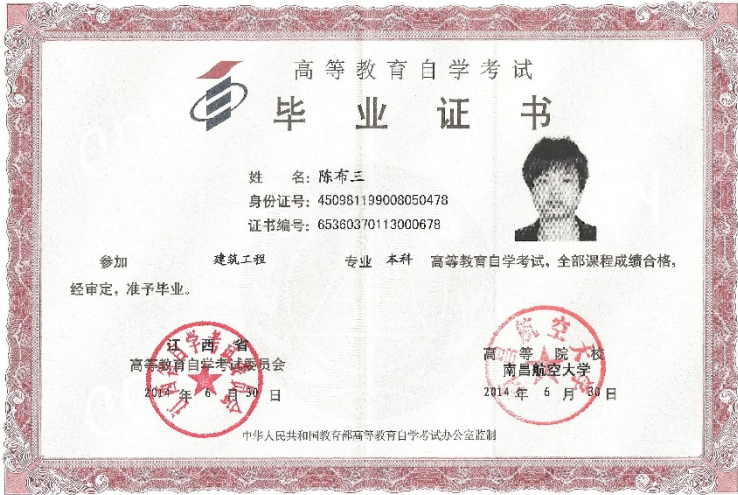 高等教育自学考试
毕业证书
姓 名：陈布三
身份证号：450981199008050478
证书编号：65360370113000678
参加 建筑工程 专业 本科 高等教育自学考试，全部课程成绩合格，
经审定，准予毕业。
江西省
高等教育自学考试委员会
2014 年 6 月 30 日
高等院校
南昌航空大学
2014 年 6 月 30 日
中华人民共和国教育部高等教育自学考试办公室监制